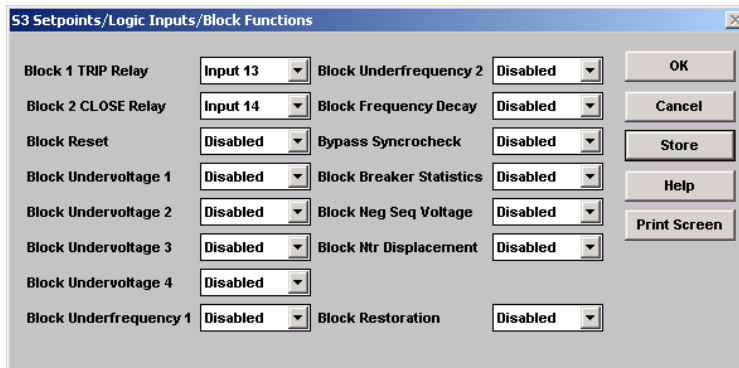 S3 Setpoints/Logic Inputs/Block Functions
Block 1 TRIP Relay Input 13 Block Underfrequency 2 Disabled OK
Block 2 CLOSE Relay Input 14 Block Frequency Decay Disabled Cancel
Block Reset Disabled Bypass Syncrocheck Disabled Store
Block Undervoltage 1 Disabled Block Breaker Statistics Disabled Help
Block Undervoltage 2 Disabled Block Neg Seq Voltage Disabled Print Screen
Block Undervoltage 3 Disabled Block Ntr Displacement Disabled
Block Undervoltage 4 Disabled
Block Underfrequency 1 Disabled Block Restoration Disabled